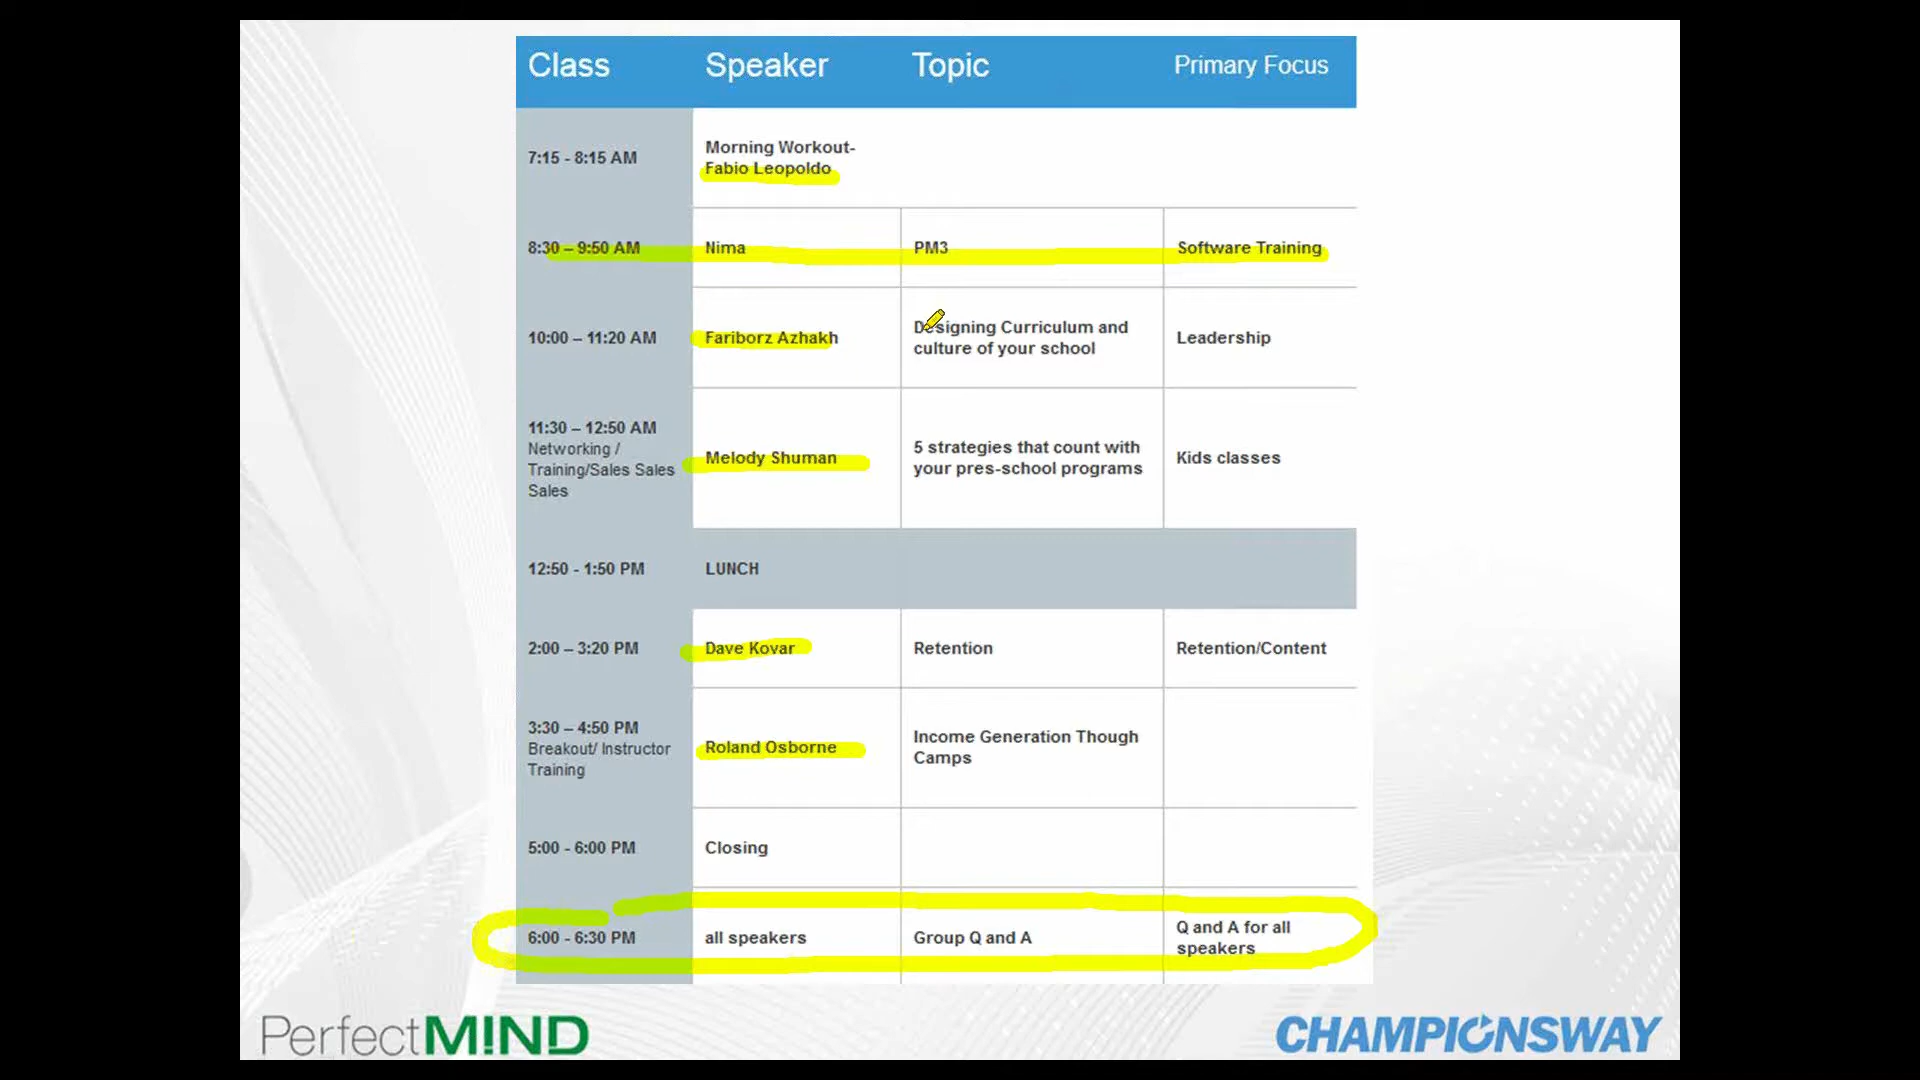 Class Speaker Topic Primary Focus
7:15 - 8:15 AM
Morning Workout-
Fabio Leopoldo
8:30 – 9:50 AM Nima PM3 Software Training
10:00 – 11:20 AM
Fariborz Azhakh
Designing Curriculum and
culture of your school
Leadership
11:30 – 12:50 AM
Networking /
Training/Sales Sales
Sales
Melody Shuman
5 strategies that count with
your pres-school programs
Kids classes
12:50 - 1:50 PM LUNCH
2:00 – 3:20 PM Dave Kovar Retention Retention/Content
3:30 – 4:50 PM
Breakout/ Instructor
Training
Roland Osborne
Income Generation Though
Camps
5:00 - 6:00 PM Closing
6:00 - 6:30 PM all speakers Group Q and A
Q and A for all
speakers
PerfectM!ND
CHAMPIONSWAY